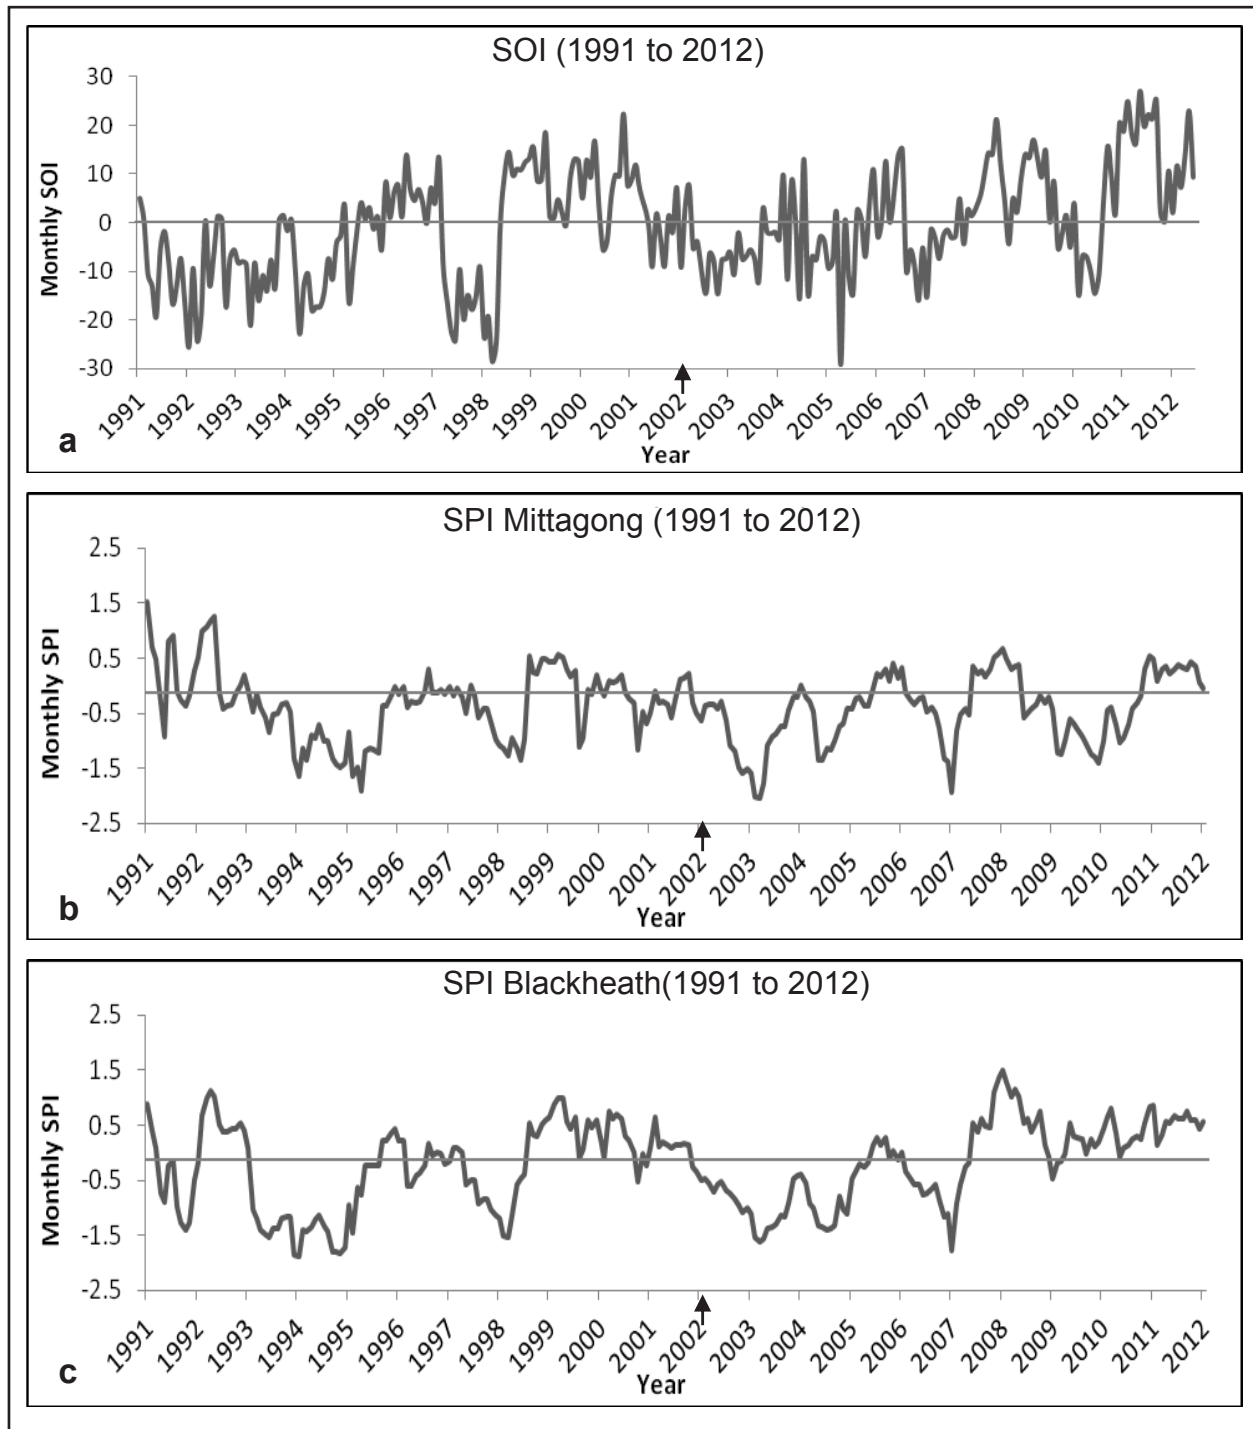 SOI (1991 to 2012)
Monthly SOI
30
20
10
0
-10
-20
-30
1991 1992 1993 1994 1995 1996 1997 1998 1999 2000 2001 2002 2003 2004 2005 2006 2007 2008 2009 2010 2011 2012
Year
a
SPI Mittagong (1991 to 2012)
Monthly SPI
2.5
1.5
0.5
-0.5
-1.5
-2.5
1991 1992 1993 1994 1995 1996 1997 1998 1999 2000 2001 2002 2003 2004 2005 2006 2007 2008 2009 2010 2011 2012
Year
b
SPI Blackheath(1991 to 2012)
Monthly SPI
2.5
1.5
0.5
-0.5
-1.5
-2.5
1991 1992 1993 1994 1995 1996 1997 1998 1999 2000 2001 2002 2003 2004 2005 2006 2007 2008 2009 2010 2011 2012
Year
c